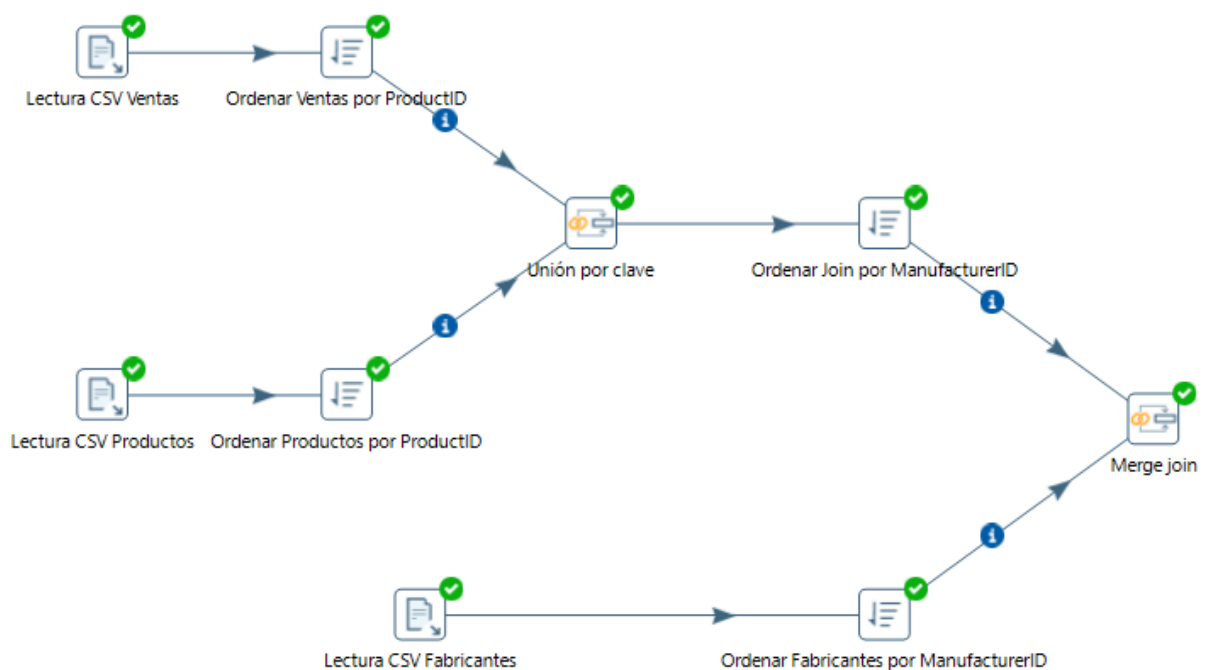 Lectura CSV Ventas
Ordenar Ventas por ProductID
Unión por clave
Ordenar Join por ManufacturerID
Lectura CSV Productos
Ordenar Productos por ProductID
Merge join
Lectura CSV Fabricantes
Ordenar Fabricantes por ManufacturerID